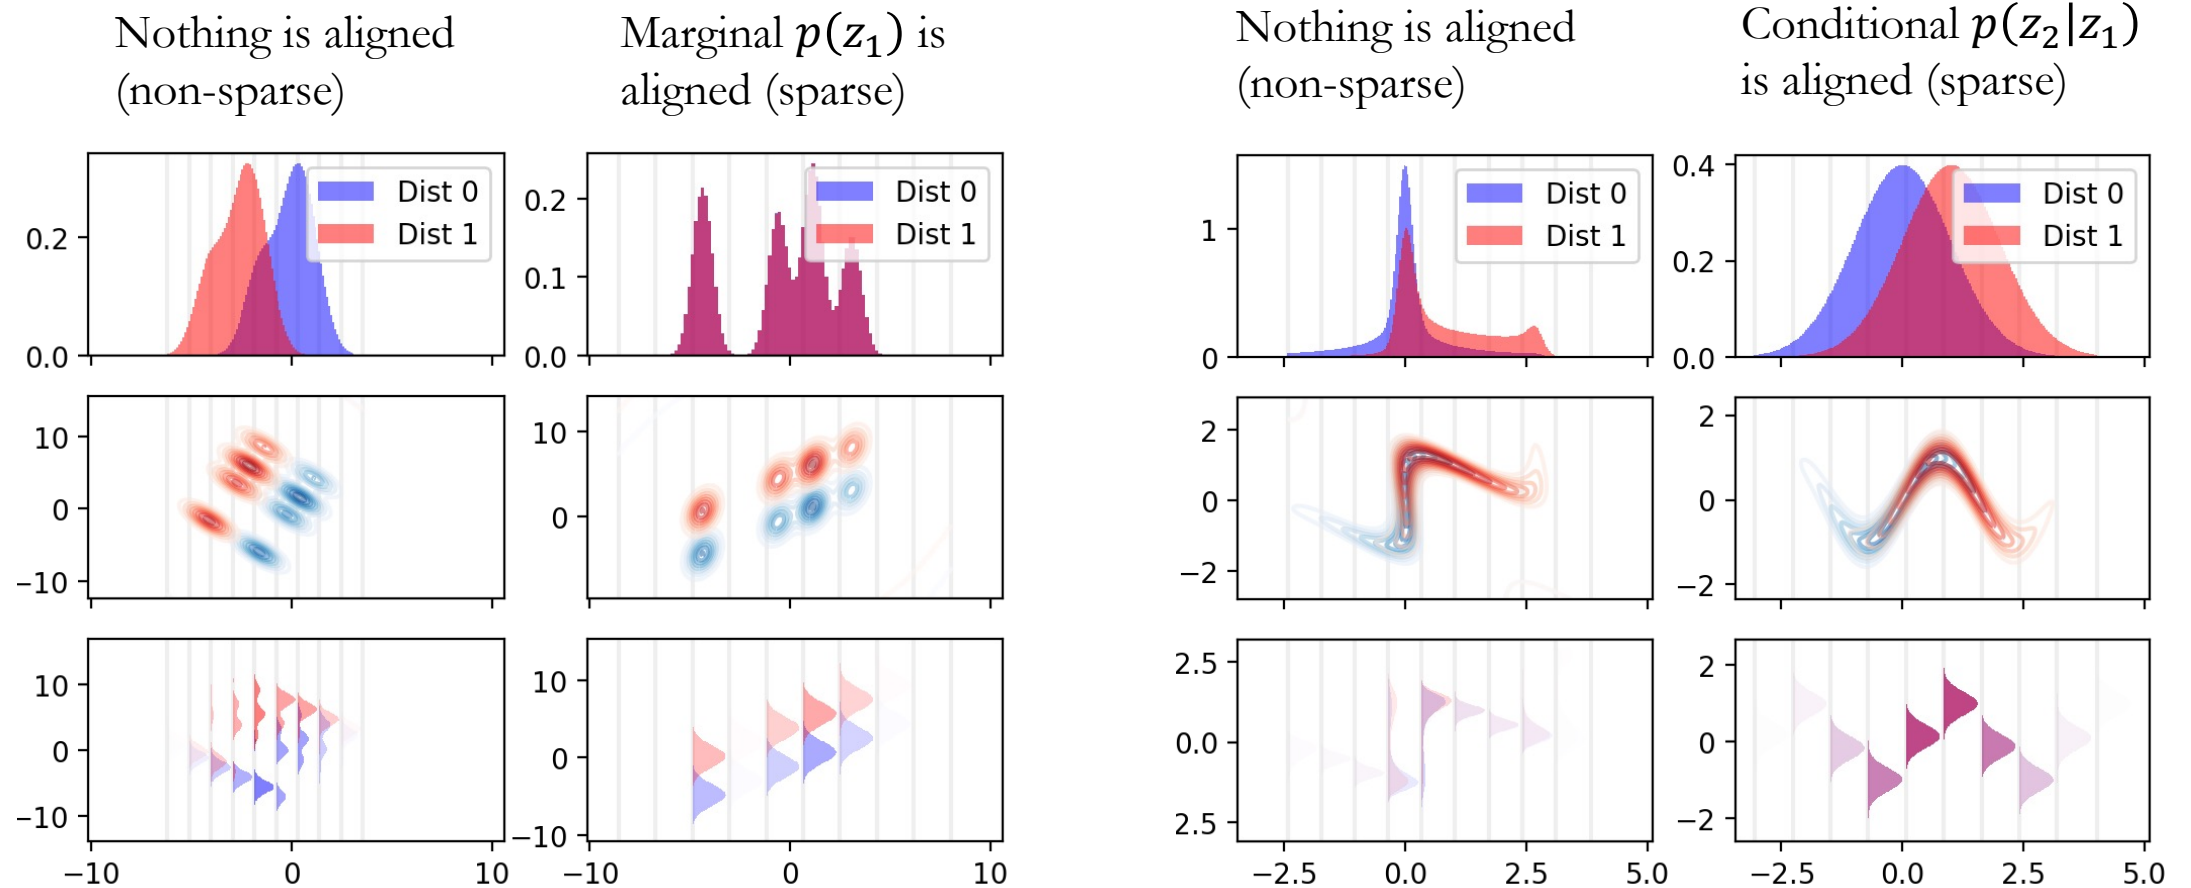 Nothing is aligned
(non-sparse)
Marginal p(z₁) is
aligned (sparse)
Nothing is aligned
(non-sparse)
Conditional p(z₂|z₁)
is aligned (sparse)
Dist 0
Dist 1
0.2
0.0
Dist 0
Dist 1
0.2
0.1
0.0
Dist 0
Dist 1
1
0
Dist 0
Dist 1
0.4
0.2
0.0
10
0
−10
10
0
2
0
−2
2
0
−2
10
0
−10
10
0
−10
2.5
0.0
2.5
2
0
−2
−10 0 10
−10 0 10
−2.5 0.0 2.5 5.0
−2.5 0.0 2.5 5.0